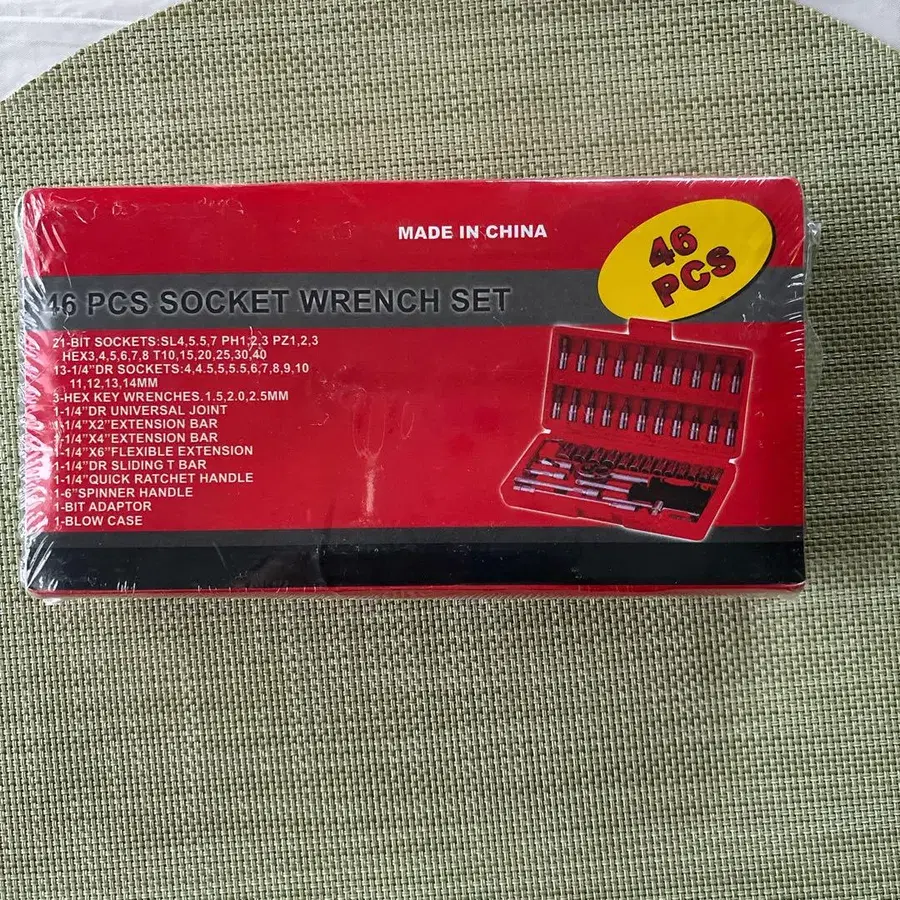 MADE IN CHINA
46 PCS
46 PCS SOCKET WRENCH SET
21-BIT SOCKETS:SL4,5.5,7 PH1,2,3 PZ1,2,3
HEX3,4,5,6,7,8 T10,15,20,25,30,40
13-1/4"DR SOCKETS:4,4.5,5,5.5,6,7,8,9,10
11,12,13,14MM
3-HEX KEY WRENCHES.1.5,2.0,2.5MM
1-1/4"DR UNIVERSAL JOINT
1-1/4"X2"EXTENSION BAR
1-1/4"X4"EXTENSION BAR
1-1/4"X6"FLEXIBLE EXTENSION
1-1/4"DR SLIDING T BAR
1-1/4"QUICK RATCHET HANDLE
1-6"SPINNER HANDLE
1-BIT ADAPTOR
1-BLOW CASE